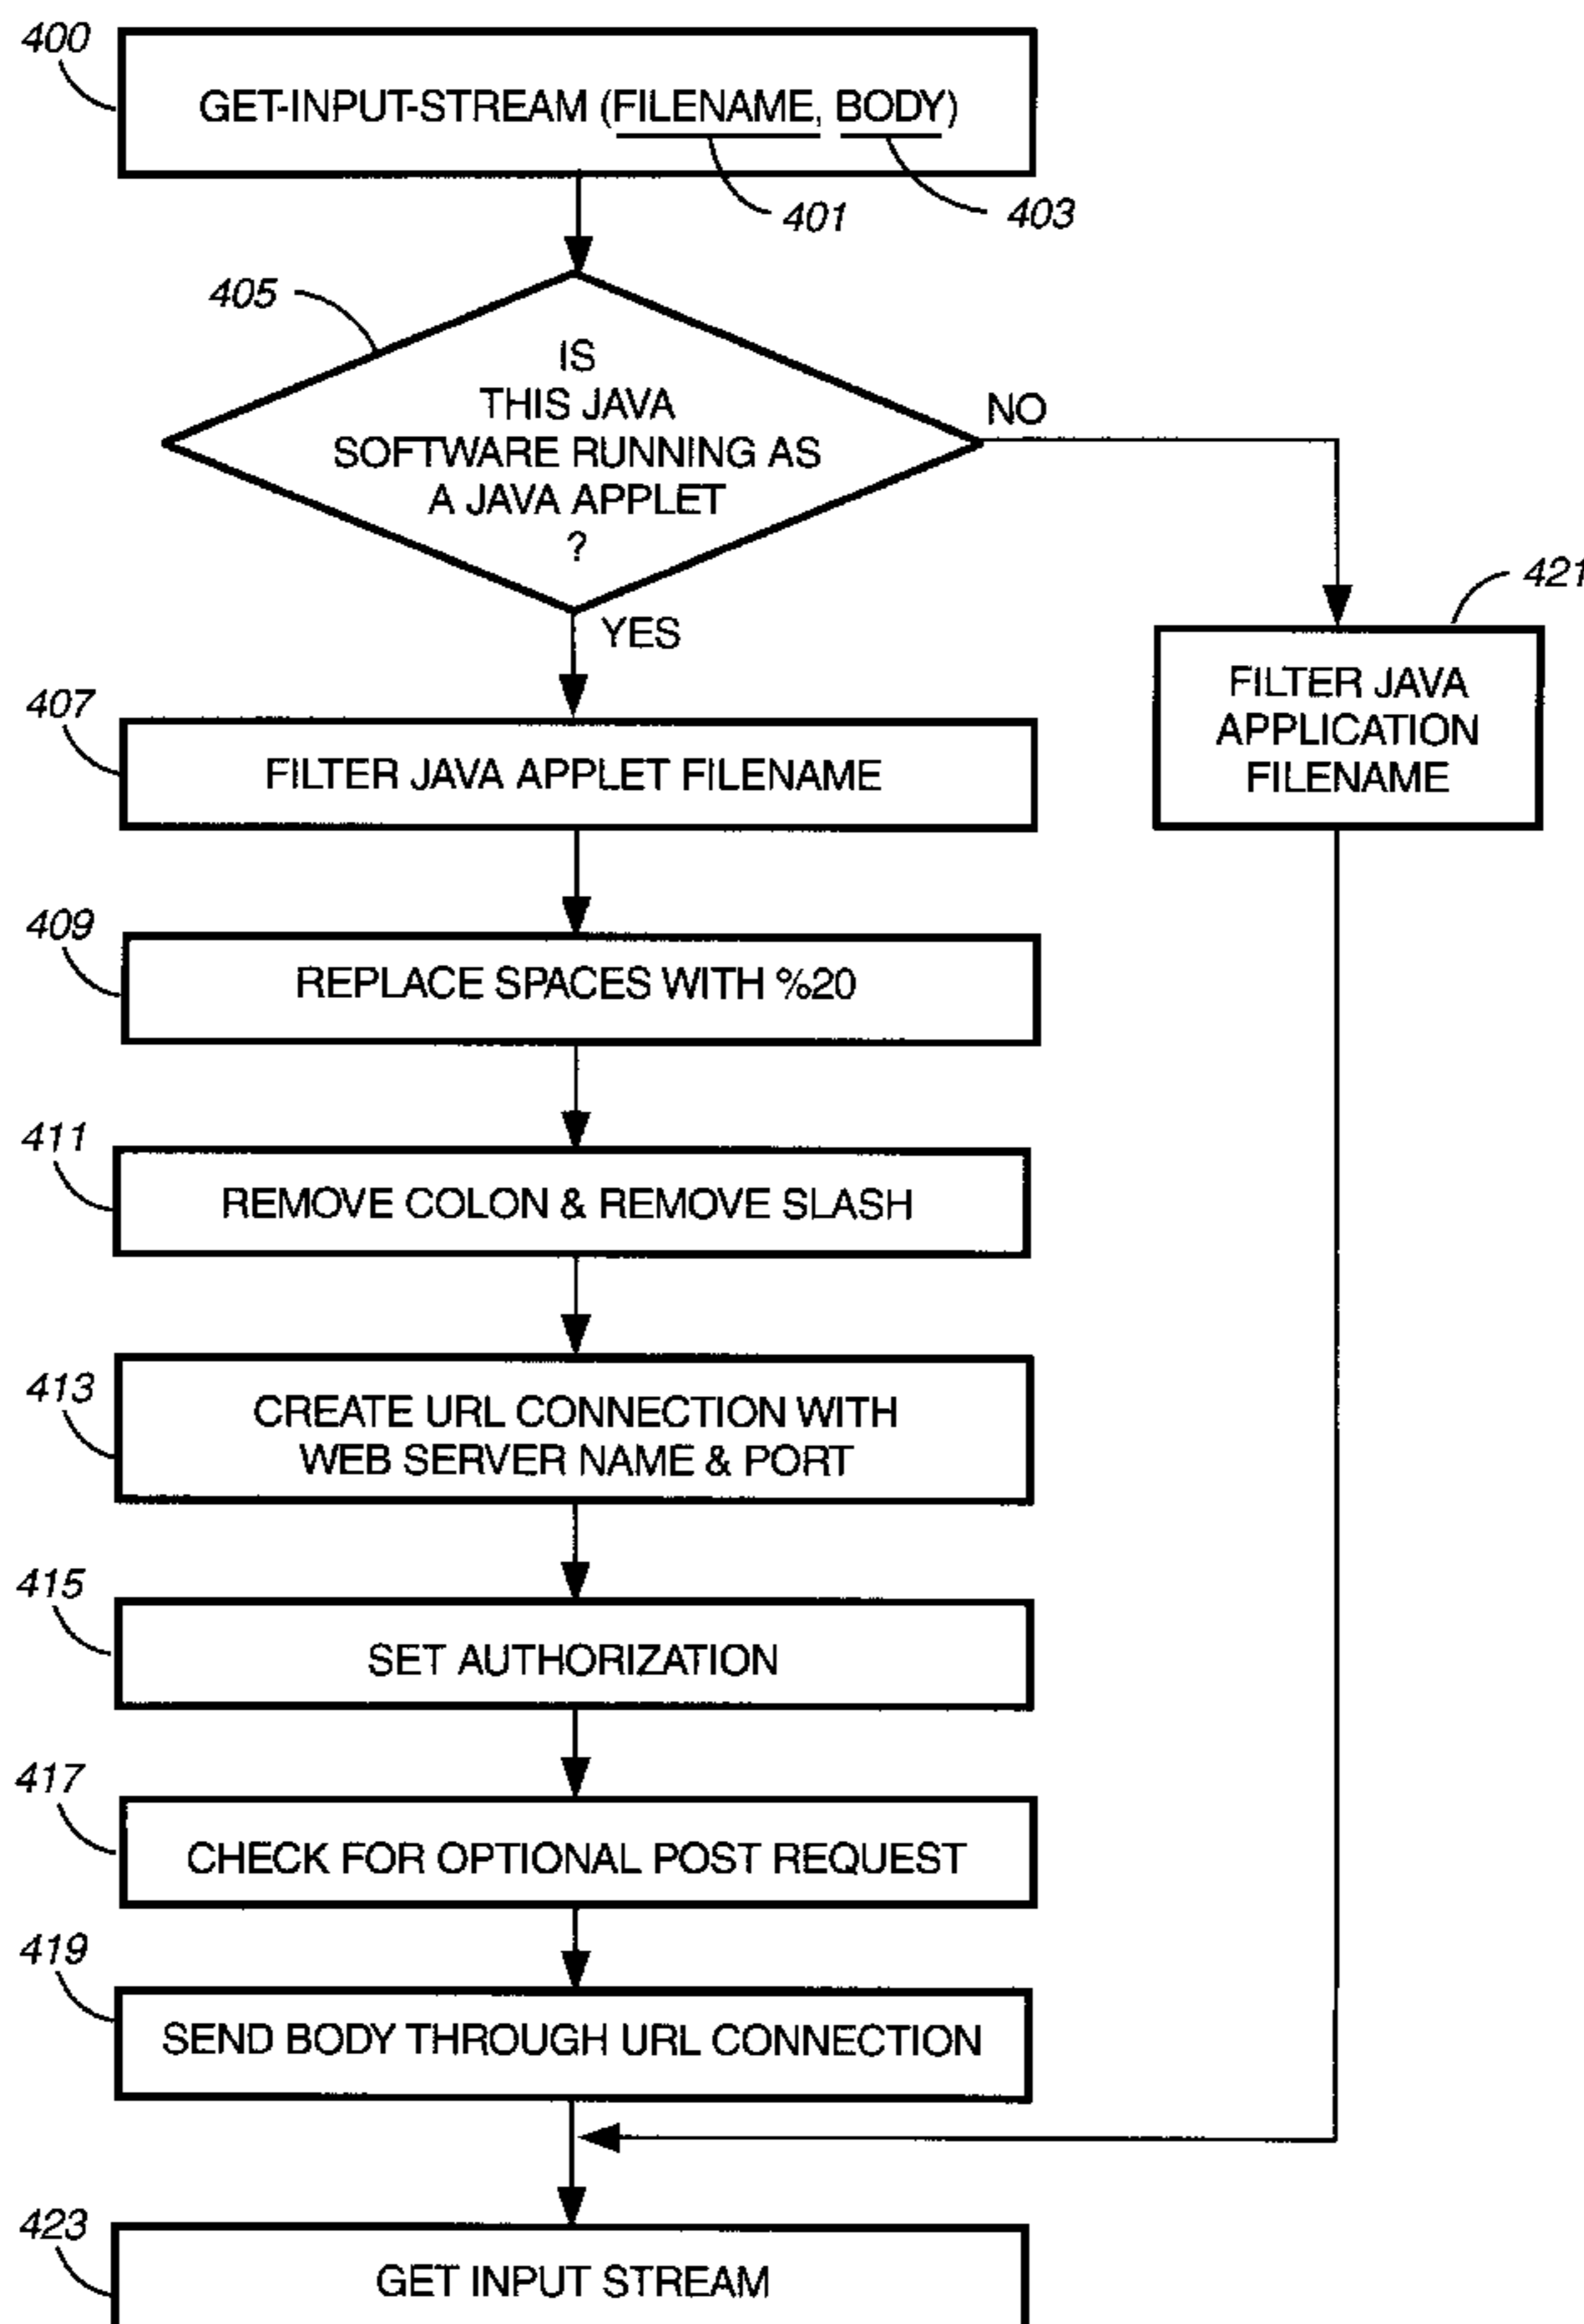 400
GET-INPUT-STREAM (FILENAME, BODY)
401
403
405
IS
THIS JAVA
SOFTWARE RUNNING AS
A JAVA APPLET
?
NO
YES
421
FILTER JAVA
APPLICATION
FILENAME
407
FILTER JAVA APPLET FILENAME
409
REPLACE SPACES WITH %20
411
REMOVE COLON & REMOVE SLASH
413
CREATE URL CONNECTION WITH
WEB SERVER NAME & PORT
415
SET AUTHORIZATION
417
CHECK FOR OPTIONAL POST REQUEST
419
SEND BODY THROUGH URL CONNECTION
423
GET INPUT STREAM